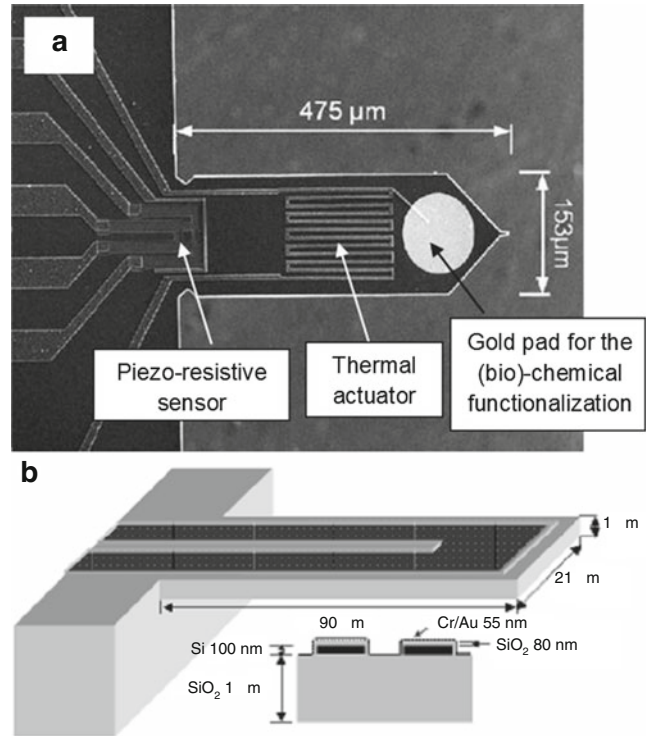 a
475 µm
153µm
Piezo-resistive
sensor
Thermal
actuator
Gold pad for the
(bio)-chemical
functionalization
b
1 m
21 m
90 m
Cr/Au 55 nm
Si 100 nm
SiO₂ 80 nm
SiO₂ 1 m